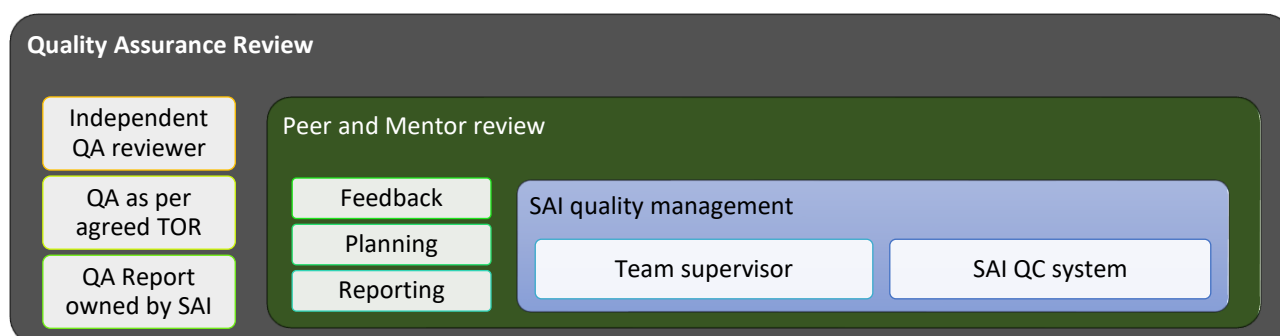 Quality Assurance Review
Independent
QA reviewer
QA as per
agreed TOR
QA Report
owned by SAI
Peer and Mentor review
Feedback
Planning
Reporting
SAI quality management
Team supervisor
SAI QC system